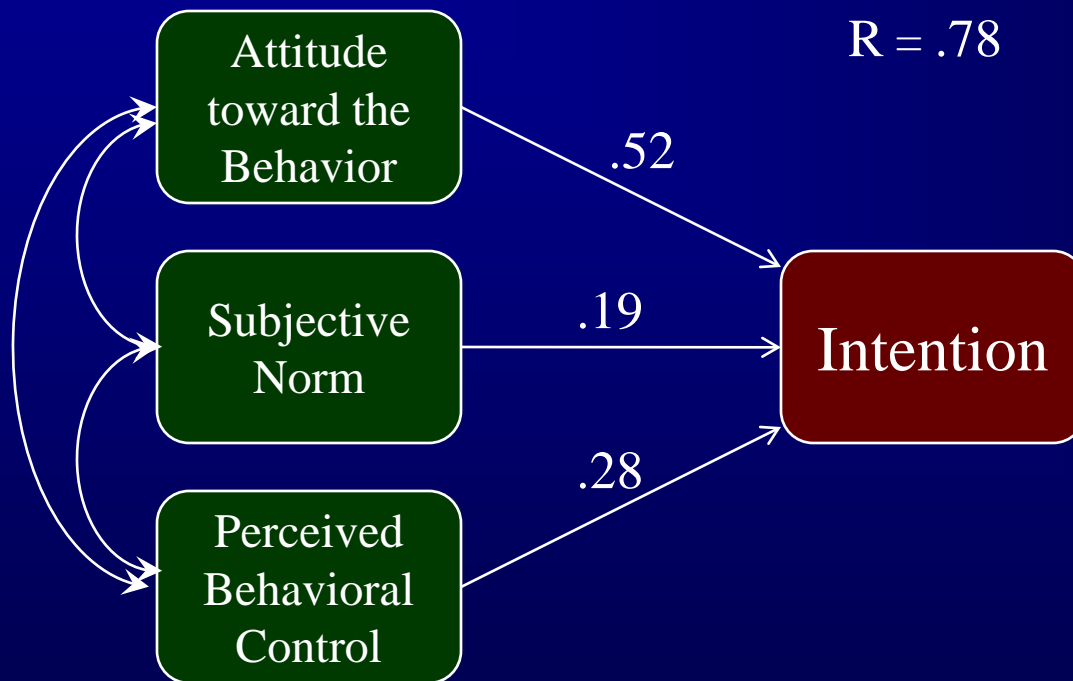 R = .78
Attitude
toward the
Behavior
.52
Subjective
Norm
.19
Intention
.28
Perceived
Behavioral
Control